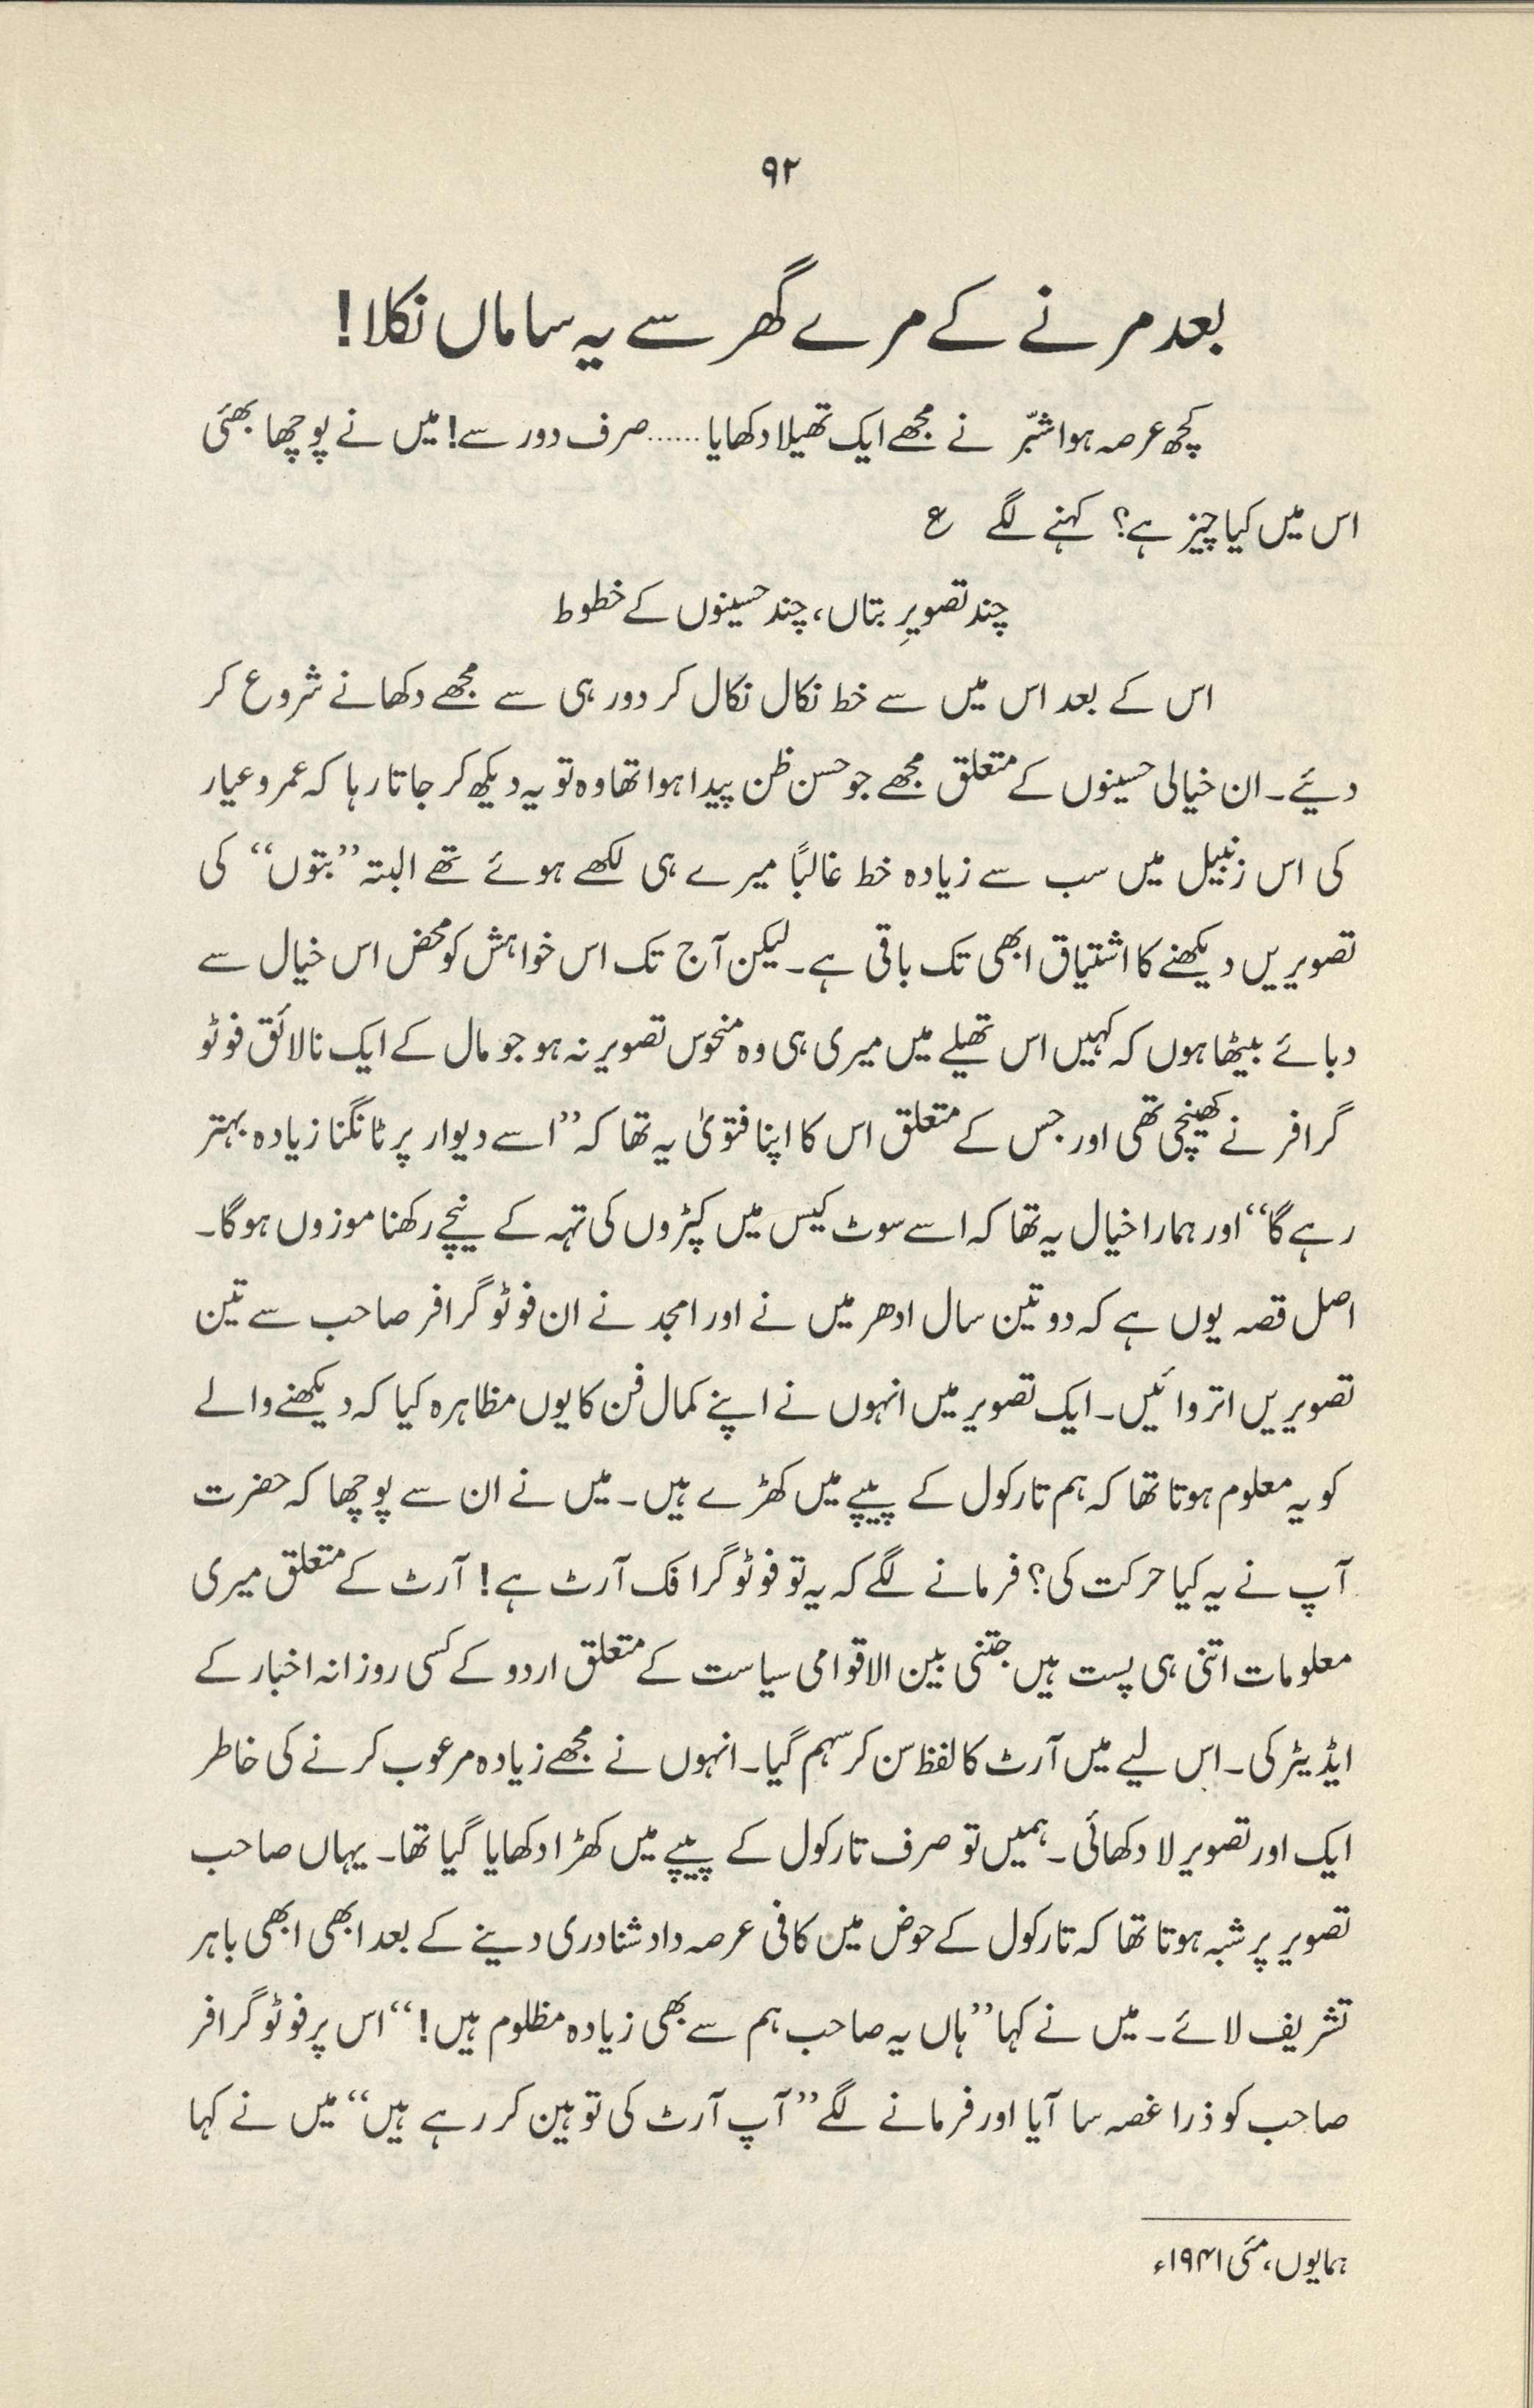 ۹۲
بعد مرنے کے مرے گھر سے یہ ساماں نکلا!
کچھ عرصہ ہوا شبّر نے مجھے ایک تھیلا دکھایا ...... صرف دور سے! میں نے پوچھا بھئی
اس میں کیا چیز ہے؟ کہنے لگے ع
چند تصویرِ بتاں، چند حسینوں کے خطوط
اس کے بعد اس میں سے خط نکال نکال کر دور ہی سے مجھے دکھانے شروع کر
دیئے۔ ان خیالی حسینوں کے متعلق مجھے جو حسن ظن پیدا ہوا تھا وہ تو یہ دیکھ کر جاتا رہا کہ عمرو عیار
کی اس زنبیل میں سب سے زیادہ خط غالباً میرے ہی لکھے ہوئے تھے البتہ ”بتوں“ کی
تصویریں دیکھنے کا اشتیاق ابھی تک باقی ہے۔ لیکن آج تک اس خواہش کو محض اس خیال سے
دبائے بیٹھا ہوں کہ کہیں اس تھیلے میں میری ہی وہ منحوس تصویر نہ ہو جو مال کے ایک نالائق فوٹو
گرافر نے کھینچی تھی اور جس کے متعلق اس کا اپنا فتویٰ یہ تھا کہ ”اسے دیوار پر ٹانگنا زیادہ بہتر
رہے گا“ اور ہمارا خیال یہ تھا کہ اسے سوٹ کیس میں کپڑوں کی تہہ کے نیچے رکھنا موزوں ہوگا۔
اصل قصہ یوں ہے کہ دو تین سال ادھر میں نے اور امجد نے ان فوٹوگرافر صاحب سے تین
تصویریں اتروائیں۔ ایک تصویر میں انہوں نے اپنے کمال فن کا یوں مظاہرہ کیا کہ دیکھنے والے
کو یہ معلوم ہوتا تھا کہ ہم تارکول کے پیپے میں کھڑے ہیں۔ میں نے ان سے پوچھا کہ حضرت
آپ نے یہ کیا حرکت کی؟ فرمانے لگے کہ یہ تو فوٹوگرافک آرٹ ہے! آرٹ کے متعلق میری
معلومات اتنی ہی پست ہیں جتنی بین الاقوامی سیاست کے متعلق اردو کے کسی روزانہ اخبار کے
ایڈیٹر کی۔ اس لیے میں آرٹ کا لفظ سن کر سہم گیا۔ انہوں نے مجھے زیادہ مرعوب کرنے کی خاطر
ایک اور تصویر لا دکھائی۔ ہمیں تو صرف تارکول کے پیپے میں کھڑا دکھایا گیا تھا۔ یہاں صاحب
تصویر پر شبہ ہوتا تھا کہ تارکول کے حوض میں کافی عرصہ داد شناوری دینے کے بعد ابھی ابھی باہر
تشریف لائے۔ میں نے کہا ”ہاں یہ صاحب ہم سے بھی زیادہ مظلوم ہیں!“ اس پر فوٹوگرافر
صاحب کو ذرا غصہ سا آیا اور فرمانے لگے ”آپ آرٹ کی توہین کر رہے ہیں“ میں نے کہا
ہمایوں، مئی ۱۹۴۱ء